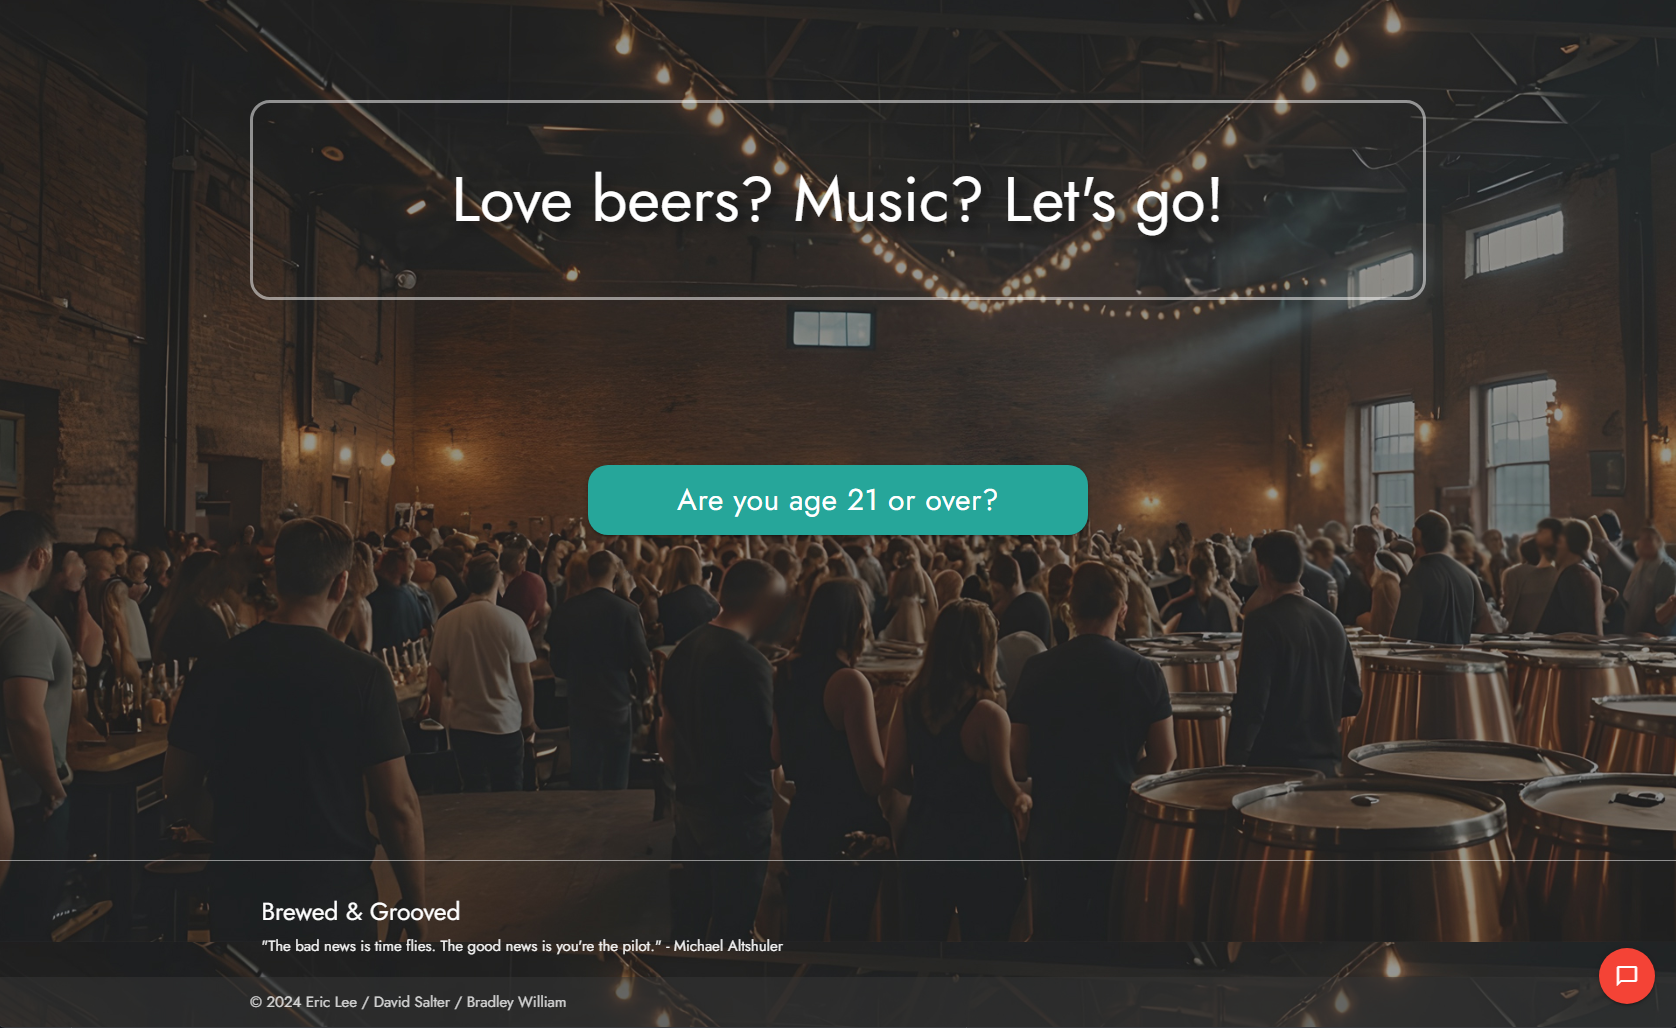 Love beers? Music? Let's go!
Are you age 21 or over?
Brewed & Grooved
"The bad news is time flies. The good news is you're the pilot." - Michael Altshuler
© 2024 Eric Lee / David Salter / Bradley William